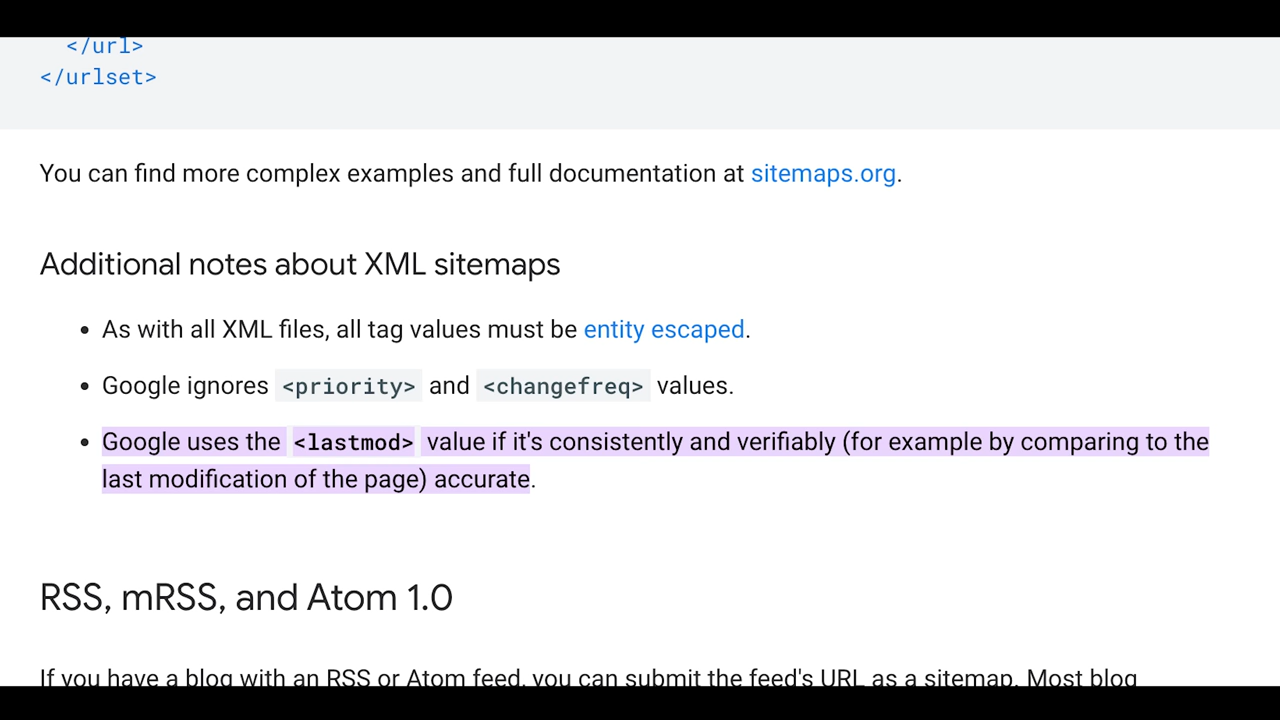 </url>
</urlset>
You can find more complex examples and full documentation at sitemaps.org.
Additional notes about XML sitemaps
• As with all XML files, all tag values must be entity escaped.
• Google ignores <priority> and <changefreq> values.
• Google uses the <lastmod> value if it's consistently and verifiably (for example by comparing to the
last modification of the page) accurate.
RSS, mRSS, and Atom 1.0
If you have a blog with an RSS or Atom feed, you can submit the feed's URL as a sitemap. Most blog